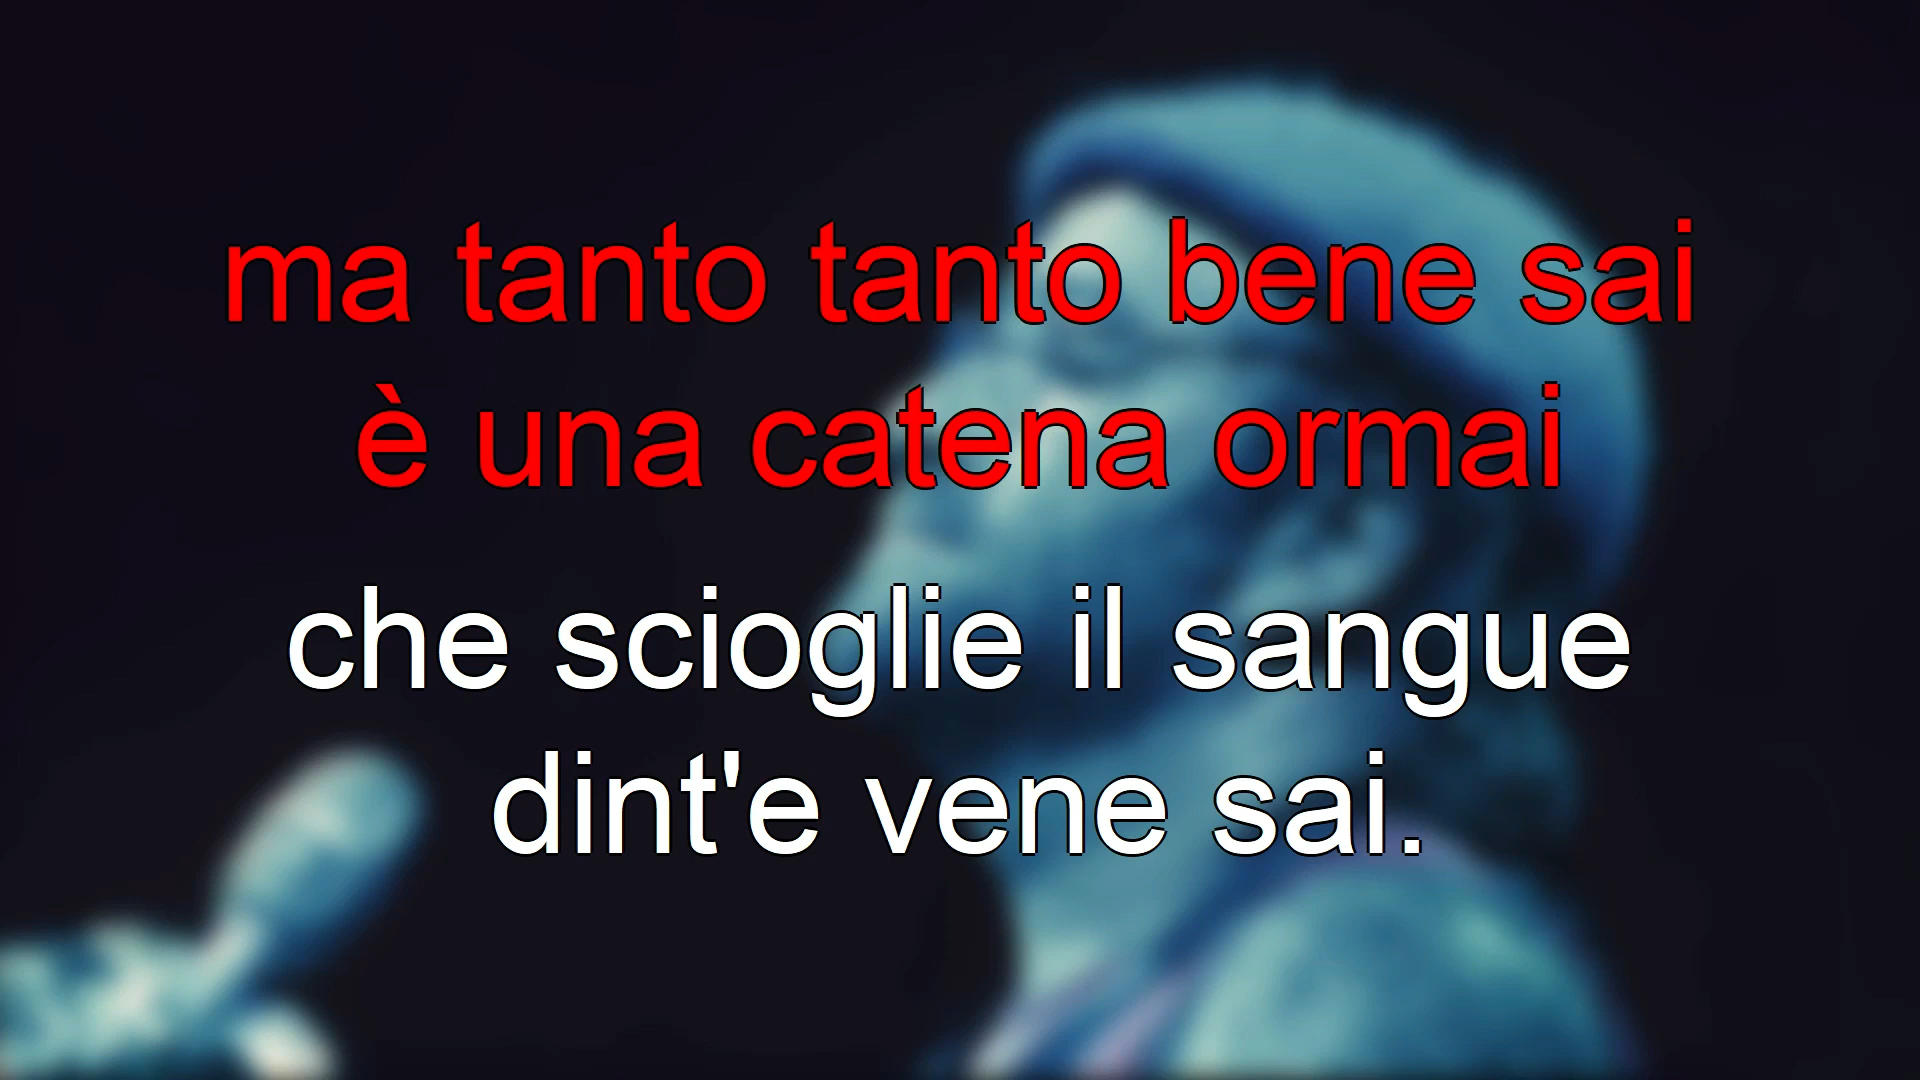 ma tanto tanto bene sai
è una catena ormai
che scioglie il sangue
dint'e vene sai.